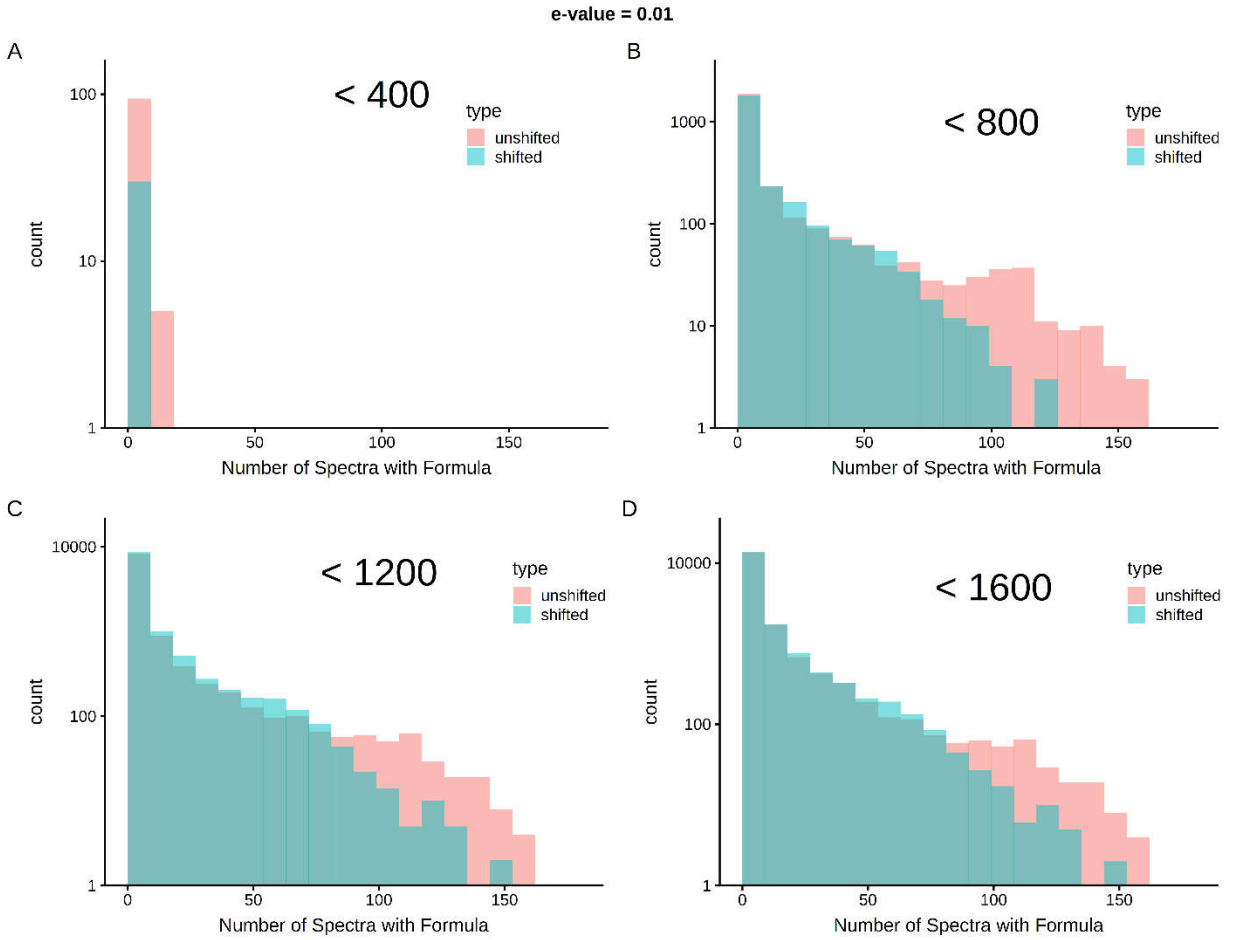 e-value = 0.01
A
< 400
type
unshifted
shifted
100
10
1
count
0
50
100
150
Number of Spectra with Formula
B
< 800
type
unshifted
shifted
1000
100
10
1
count
0
50
100
150
Number of Spectra with Formula
C
< 1200
type
unshifted
shifted
10000
100
1
count
0
50
100
150
Number of Spectra with Formula
D
< 1600
type
unshifted
shifted
10000
100
1
count
0
50
100
150
Number of Spectra with Formula